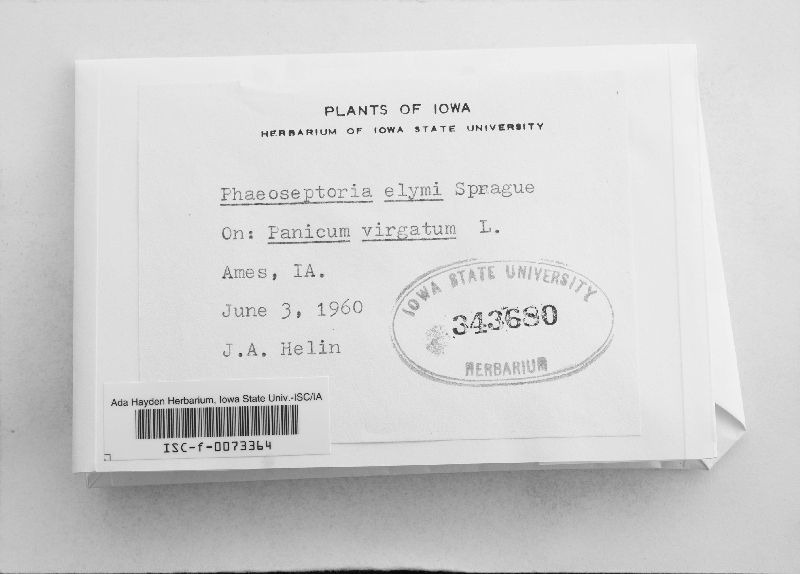 PLANTS OF IOWA
HERBARIUM OF IOWA STATE UNIVERSITY
Phaeoseptoria elymi Sprague
On: Panicum virgatum L.
Ames, IA.
June 3, 1960
J.A. Helin
IOWA STATE UNIVERSITY
343680
HERBARIUM
Ada Hayden Herbarium, Iowa State Univ.-ISC/IA
ISC-f-0073364